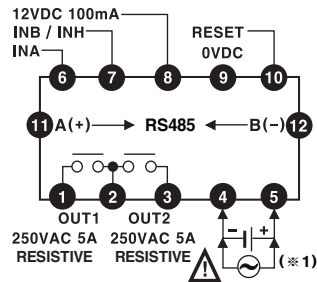 12VDC 100mA
INB / INH
INA
RESET
0VDC
6 7 8 9 10
11 A(+) RS485 B(-) 12
1 2 3 4 5
OUT1 OUT2
250VAC 5A 250VAC 5A
RESISTIVE RESISTIVE
- +
! (※1)